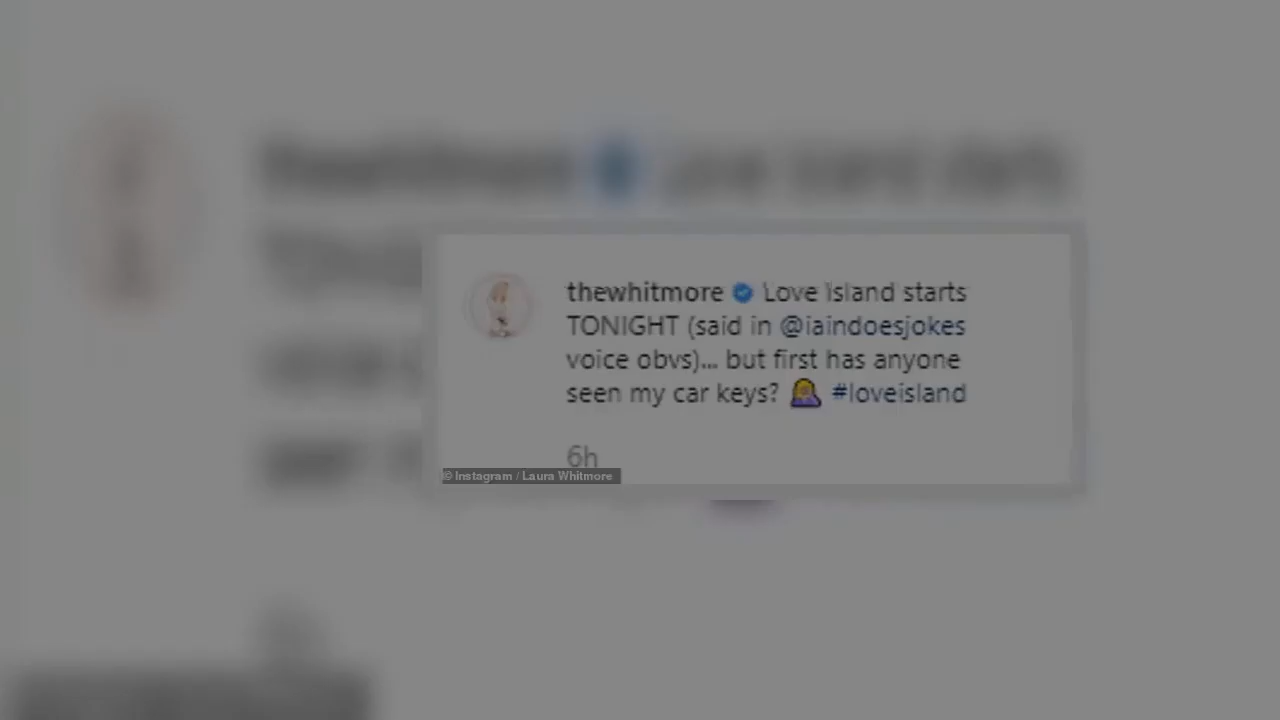 thewhitmore Love Island starts
TONIGHT (said in @iaindoesjokes
voice obvs)... but first has anyone
seen my car keys? 🤦‍♀️ #loveisland
6h
© Instagram / Laura Whitmore